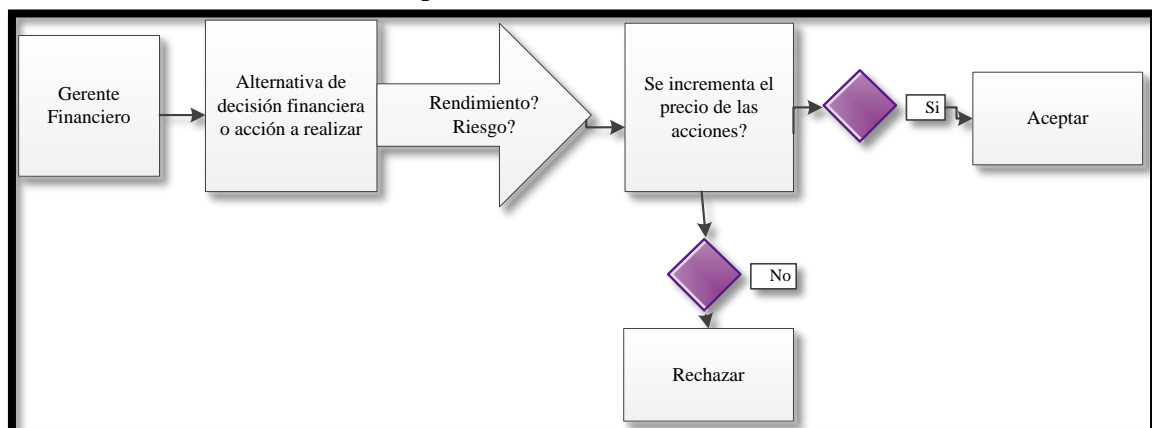 Gerente
Financiero
Alternativa de
decisión financiera
o acción a realizar
Rendimiento?
Riesgo?
Se incrementa el
precio de las
acciones?
Si
Aceptar
No
Rechazar